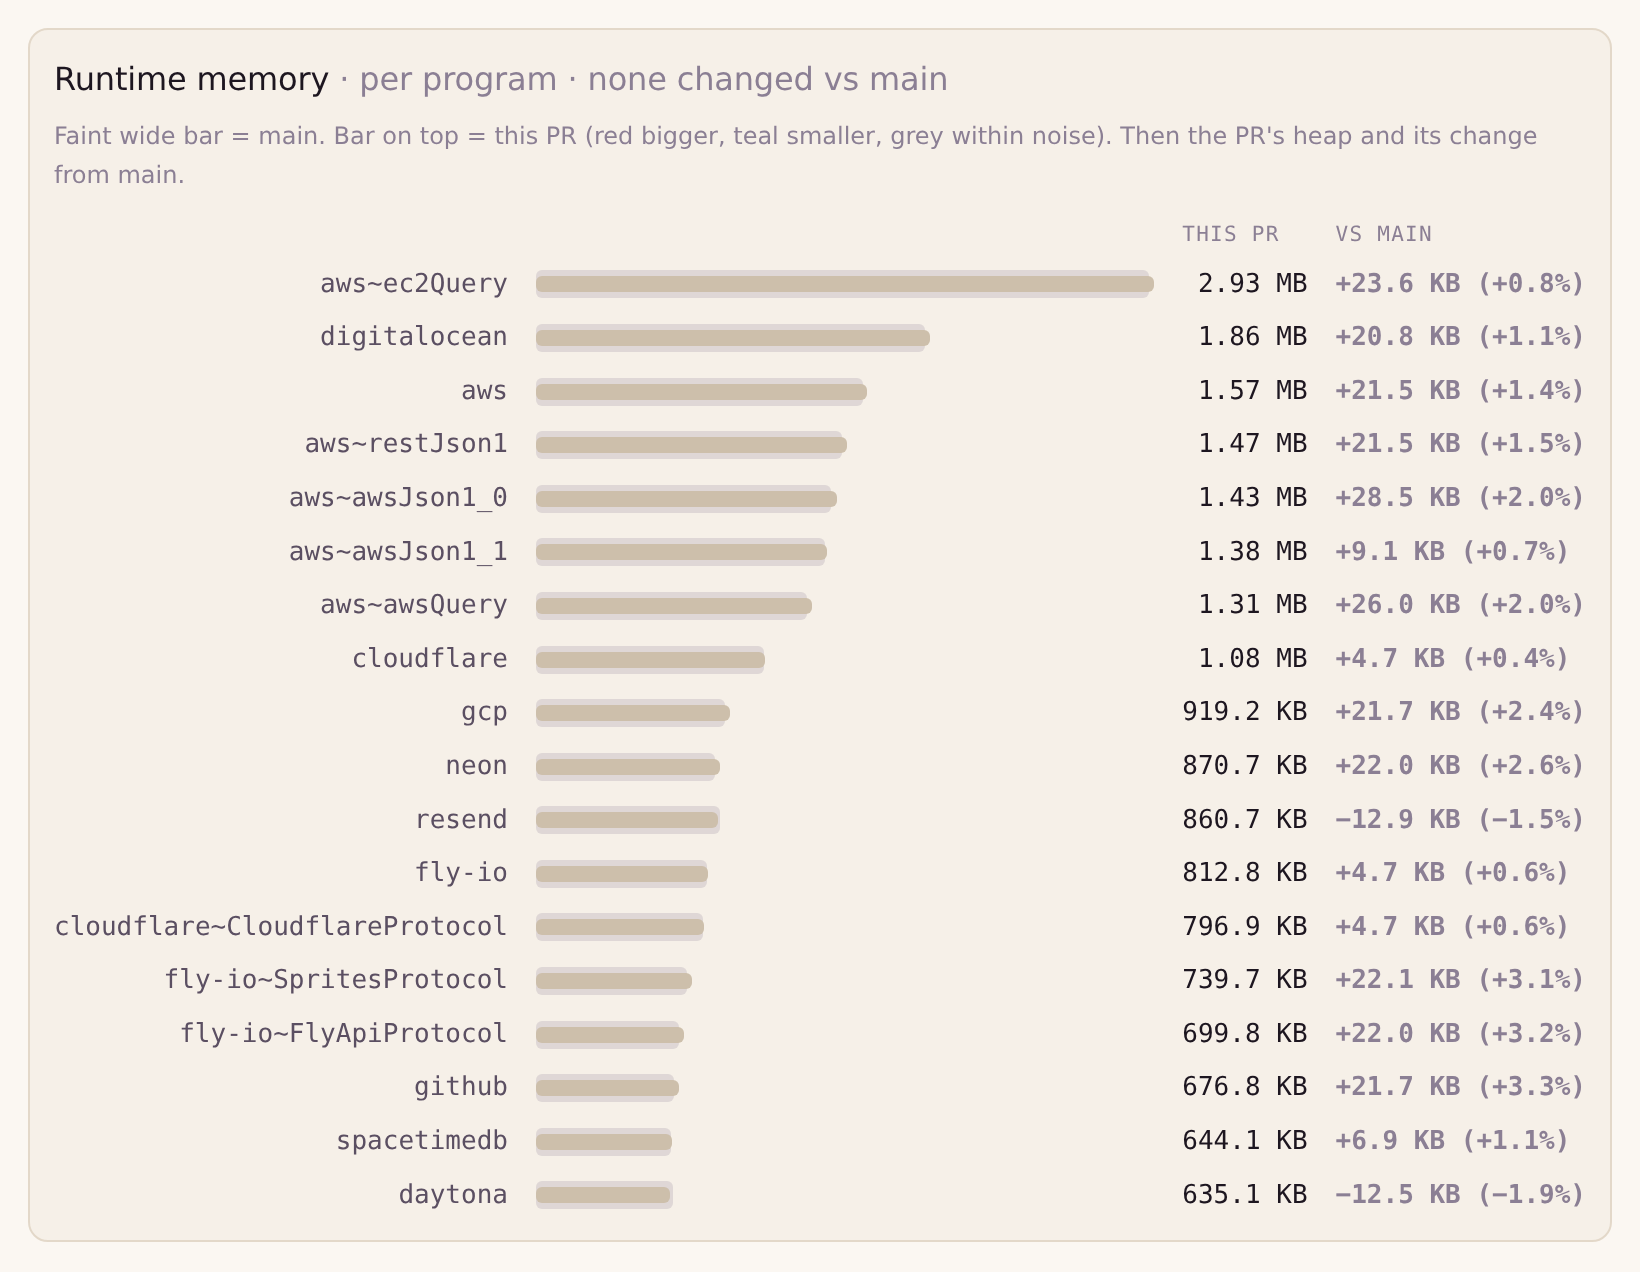 Runtime memory · per program · none changed vs main
Faint wide bar = main. Bar on top = this PR (red bigger, teal smaller, grey within noise). Then the PR's heap and its change
from main.
THIS PR VS MAIN
aws~ec2Query 2.93 MB +23.6 KB (+0.8%)
digitalocean 1.86 MB +20.8 KB (+1.1%)
aws 1.57 MB +21.5 KB (+1.4%)
aws~restJson1 1.47 MB +21.5 KB (+1.5%)
aws~awsJson1_0 1.43 MB +28.5 KB (+2.0%)
aws~awsJson1_1 1.38 MB +9.1 KB (+0.7%)
aws~awsQuery 1.31 MB +26.0 KB (+2.0%)
cloudflare 1.08 MB +4.7 KB (+0.4%)
gcp 919.2 KB +21.7 KB (+2.4%)
neon 870.7 KB +22.0 KB (+2.6%)
resend 860.7 KB −12.9 KB (−1.5%)
fly-io 812.8 KB +4.7 KB (+0.6%)
cloudflare~CloudflareProtocol 796.9 KB +4.7 KB (+0.6%)
fly-io~SpritesProtocol 739.7 KB +22.1 KB (+3.1%)
fly-io~FlyApiProtocol 699.8 KB +22.0 KB (+3.2%)
github 676.8 KB +21.7 KB (+3.3%)
spacetimedb 644.1 KB +6.9 KB (+1.1%)
daytona 635.1 KB −12.5 KB (−1.9%)